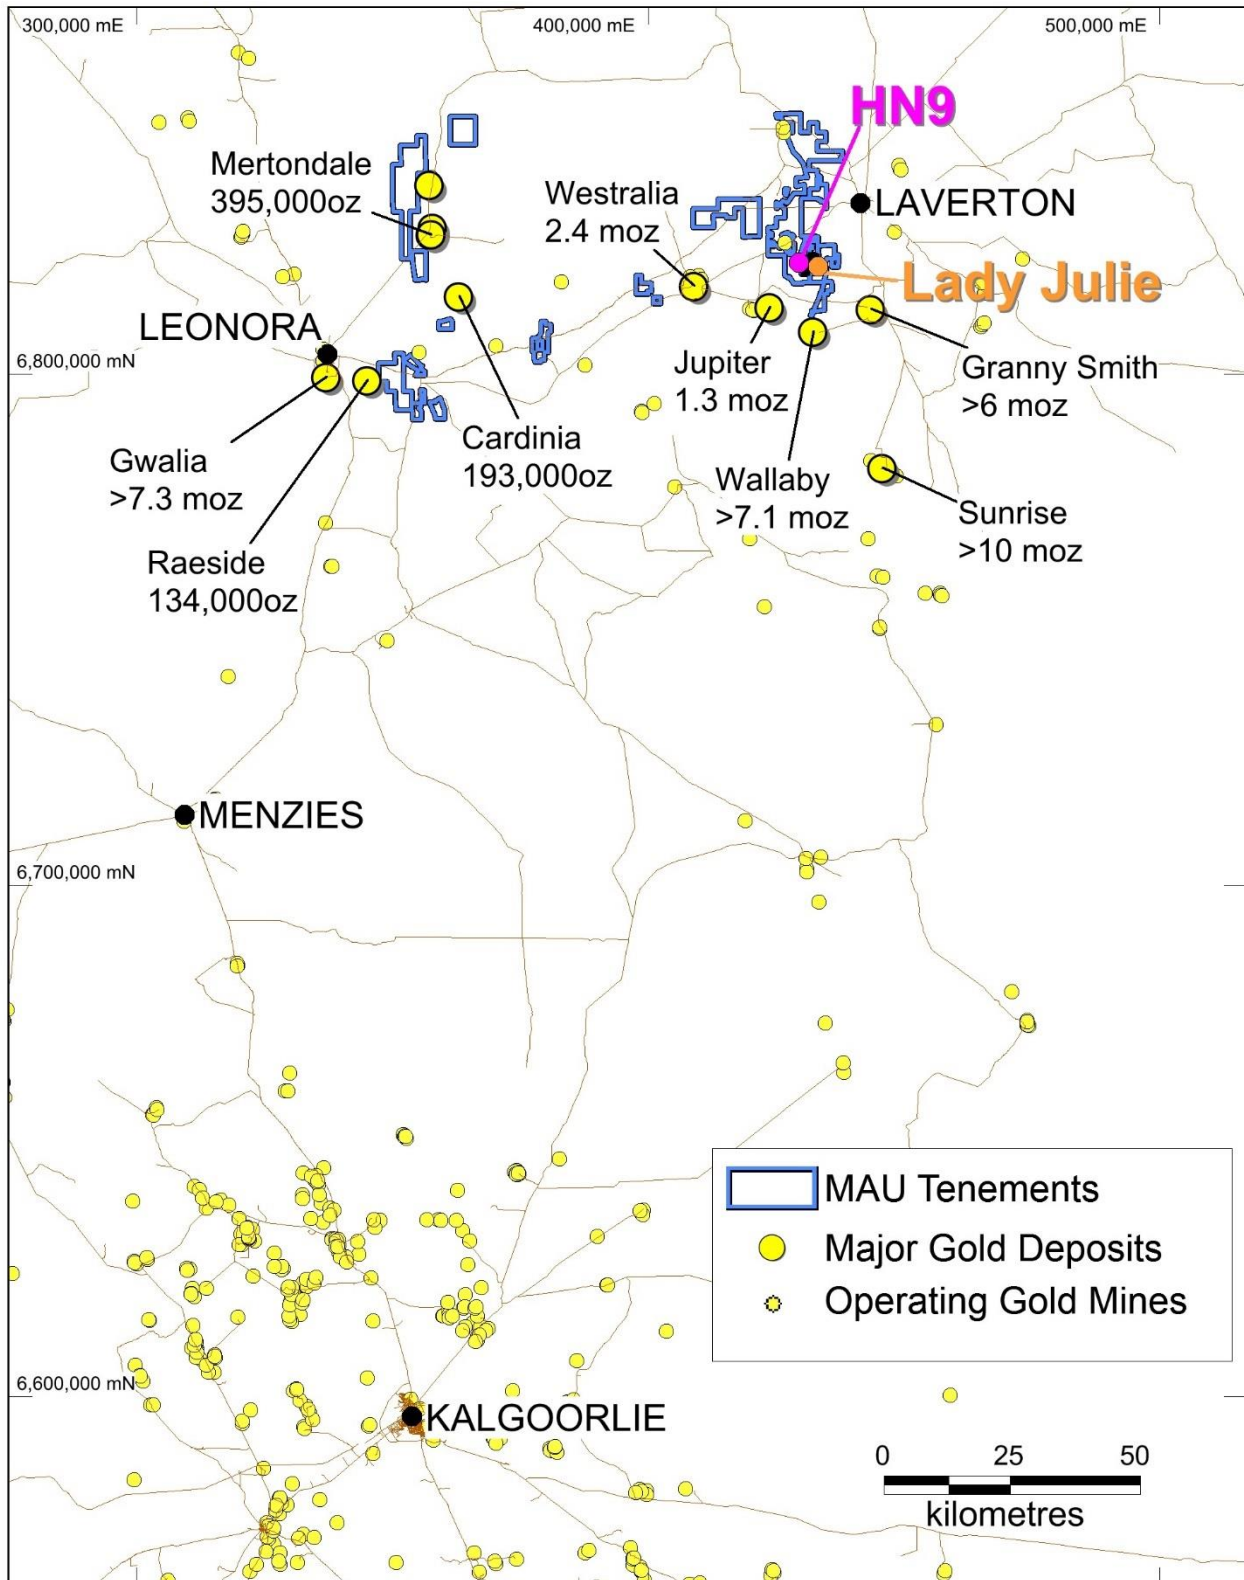 300,000 mE
400,000 mE
500,000 mE
HN9
Mertondale
395,000oz
Westralia
2.4 moz
LAVERTON
Lady Julie
LEONORA
6,800,000 mN
Jupiter
1.3 moz
Granny Smith
>6 moz
Cardinia
193,000oz
Gwalia
>7.3 moz
Wallaby
>7.1 moz
Sunrise
>10 moz
Raeside
134,000oz
MENZIES
6,700,000 mN
MAU Tenements
Major Gold Deposits
Operating Gold Mines
6,600,000 mN
KALGOORLIE
0 25 50
kilometres